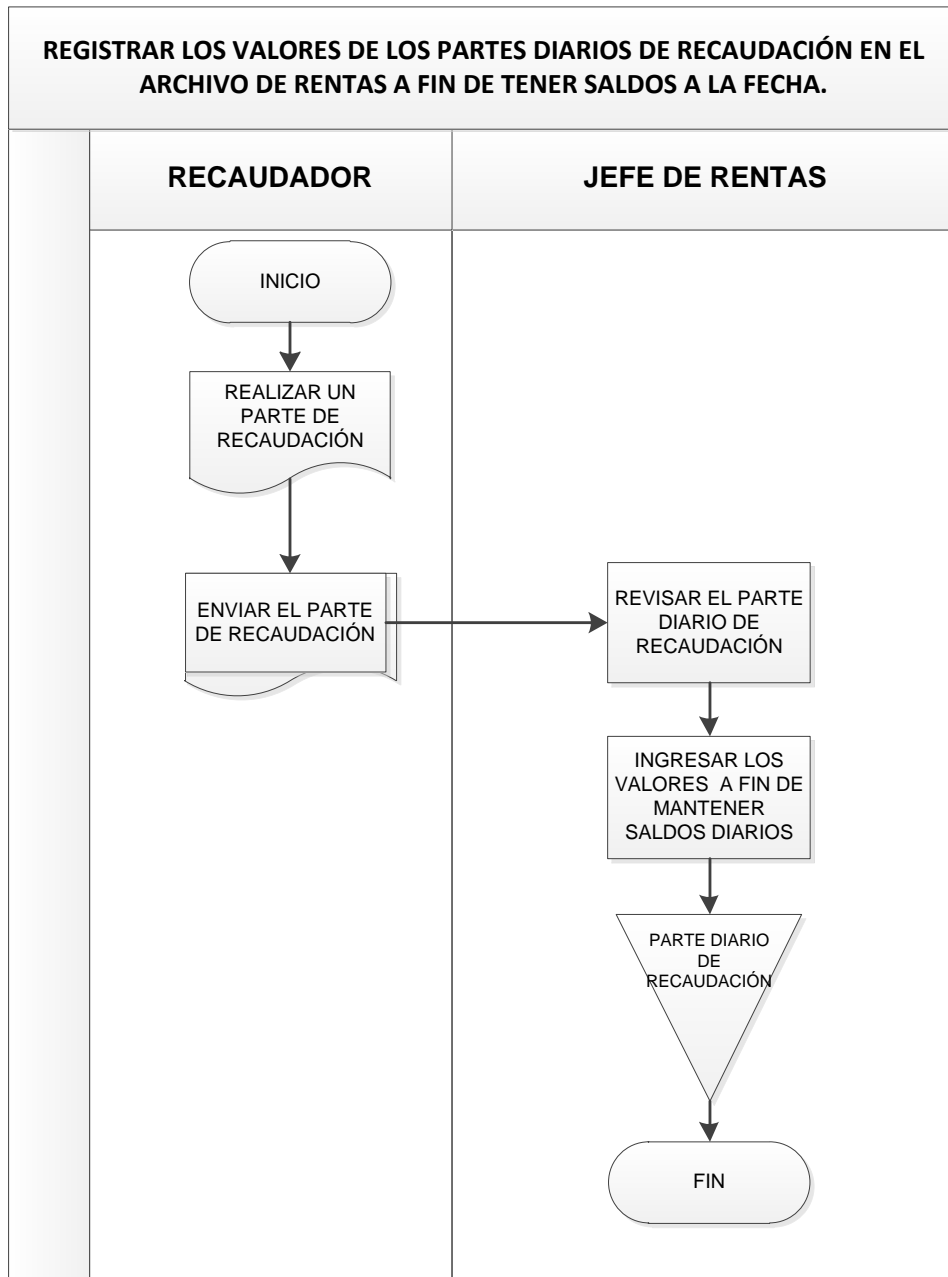 REGISTRAR LOS VALORES DE LOS PARTES DIARIOS DE RECAUDACIÓN EN EL
ARCHIVO DE RENTAS A FIN DE TENER SALDOS A LA FECHA.
RECAUDADOR
JEFE DE RENTAS
INICIO
REALIZAR UN
PARTE DE
RECAUDACIÓN
ENVIAR EL PARTE
DE RECAUDACIÓN
REVISAR EL PARTE
DIARIO DE
RECAUDACIÓN
INGRESAR LOS
VALORES A FIN DE
MANTENER
SALDOS DIARIOS
PARTE DIARIO
DE
RECAUDACIÓN
FIN